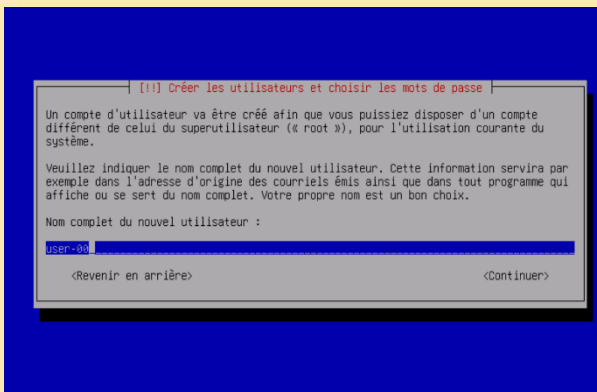 [!!] Créer les utilisateurs et choisir les mots de passe
Un compte d'utilisateur va être créé afin que vous puissiez disposer d'un compte
différent de celui du superutilisateur (« root »), pour l'utilisation courante du
système.
Veuillez indiquer le nom complet du nouvel utilisateur. Cette information servira par
exemple dans l'adresse d'origine des courriels émis ainsi que dans tout programme qui
affiche ou se sert du nom complet. Votre propre nom est un bon choix.
Nom complet du nouvel utilisateur :
user-00
<Revenir en arrière> <Continuer>